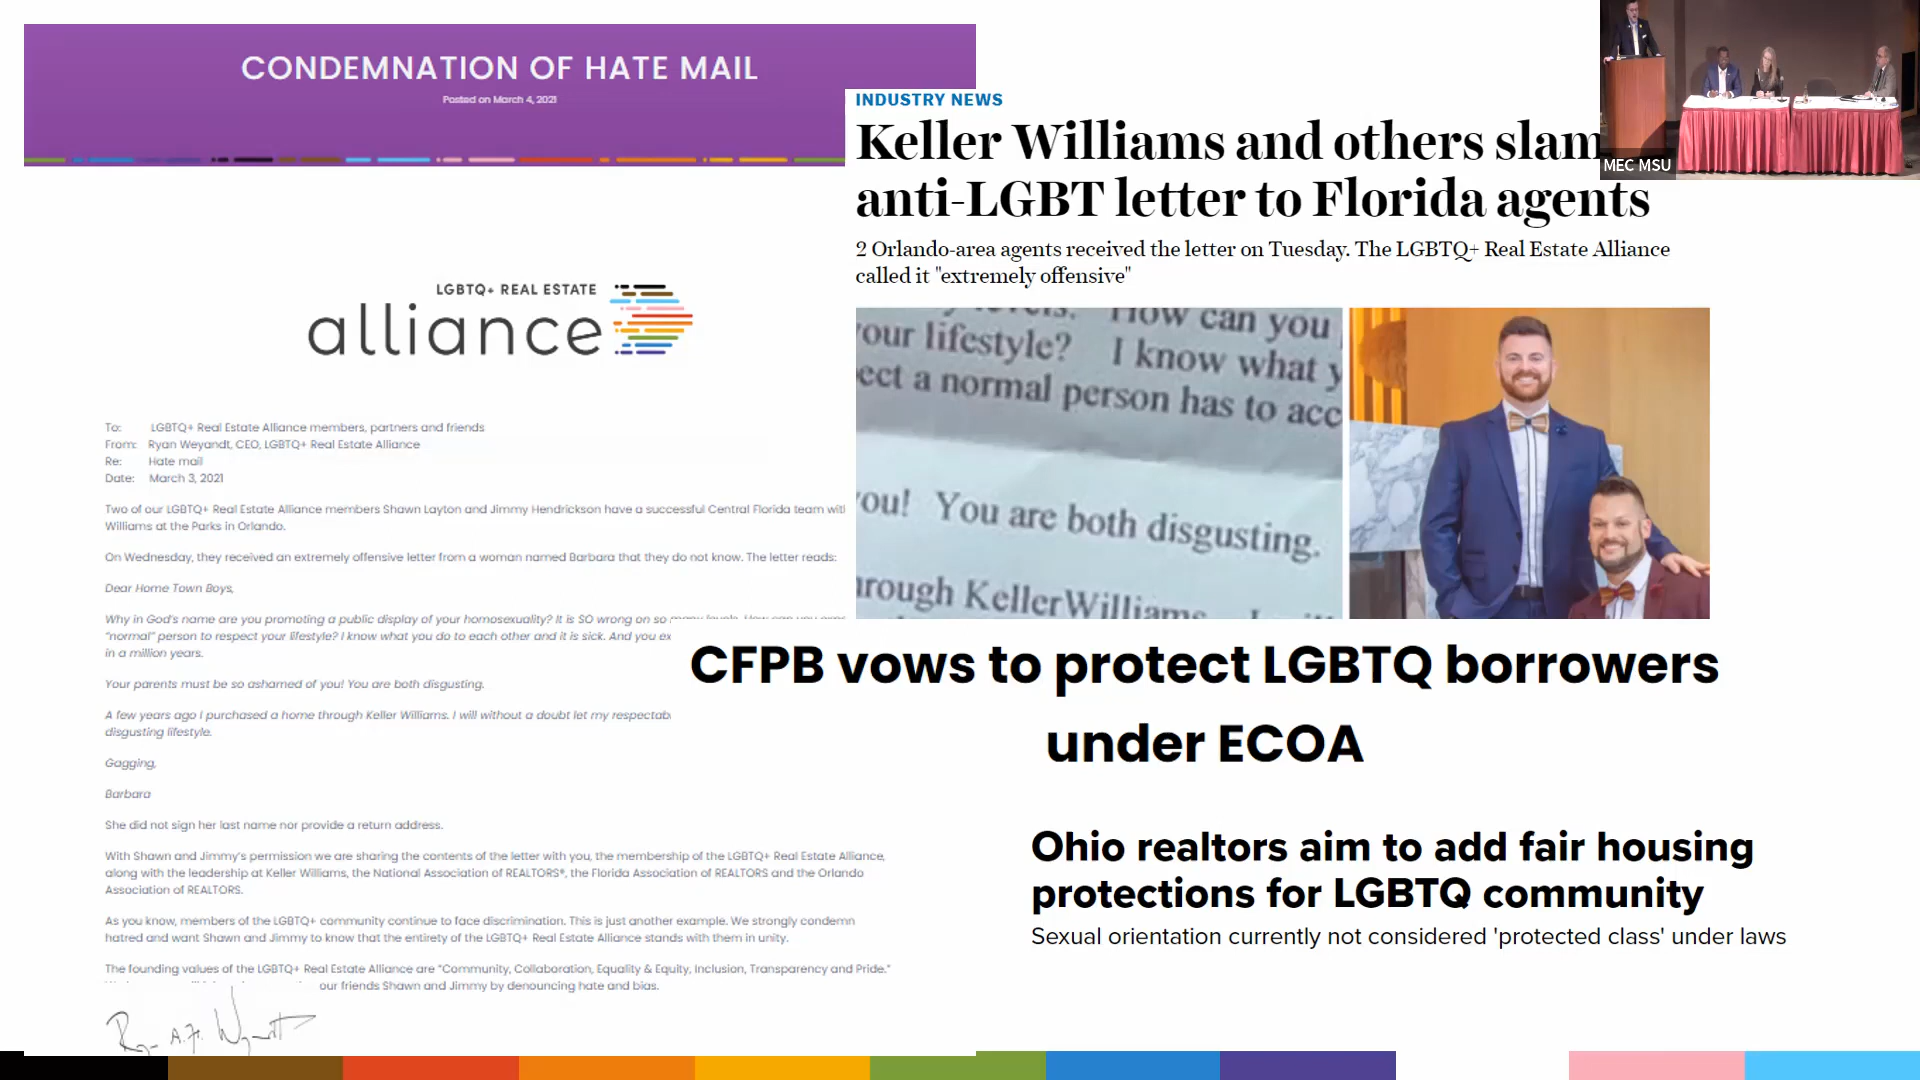 CONDEMNATION OF HATE MAIL
Posted on March 4, 2021
LGBTQ+ REAL ESTATE
alliance
To: LGBTQ+ Real Estate Alliance members, partners and friends
From: Ryan Weyandt, CEO, LGBTQ+ Real Estate Alliance
Re: Hate mail
Date: March 3, 2021
Two of our LGBTQ+ Real Estate Alliance members Shawn Layton and Jimmy Hendrickson have a successful Central Florida team with
Williams at the Parks in Orlando.
On Wednesday, they received an extremely offensive letter from a woman named Barbara that they do not know. The letter reads:
Dear Home Town Boys,
Why in God's name are you promoting a public display of your homosexuality? It is SO wrong on so many levels. How can you
"normal" person to respect your lifestyle? I know what you do to each other and it is sick. And you ex
in a million years.
Your parents must be so ashamed of you! You are both disgusting.
A few years ago I purchased a home through Keller Williams. I will without a doubt let my respectab
disgusting lifestyle.
Gagging,
Barbara
She did not sign her last name nor provide a return address.
With Shawn and Jimmy's permission we are sharing the contents of the letter with you, the membership of the LGBTQ+ Real Estate Alliance,
along with the leadership at Keller Williams, the National Association of REALTORS®, the Florida Association of REALTORS and the Orlando
Association of REALTORS.
As you know, members of the LGBTQ+ community continue to face discrimination. This is just another example. We strongly condemn
hatred and want Shawn and Jimmy to know that the entirety of the LGBTQ+ Real Estate Alliance stands with them in unity.
The founding values of the LGBTQ+ Real Estate Alliance are "Community, Collaboration, Equality & Equity, Inclusion, Transparency and Pride."
our friends Shawn and Jimmy by denouncing hate and bias.
INDUSTRY NEWS
Keller Williams and others slam
anti-LGBT letter to Florida agents
2 Orlando-area agents received the letter on Tuesday. The LGBTQ+ Real Estate Alliance
called it "extremely offensive"
How can you
our lifestyle? I know what y
ect a normal person has to acc
ou! You are both disgusting.
rough KellerWilliams
CFPB vows to protect LGBTQ borrowers
under ECOA
Ohio realtors aim to add fair housing
protections for LGBTQ community
Sexual orientation currently not considered 'protected class' under laws
MEC MSU